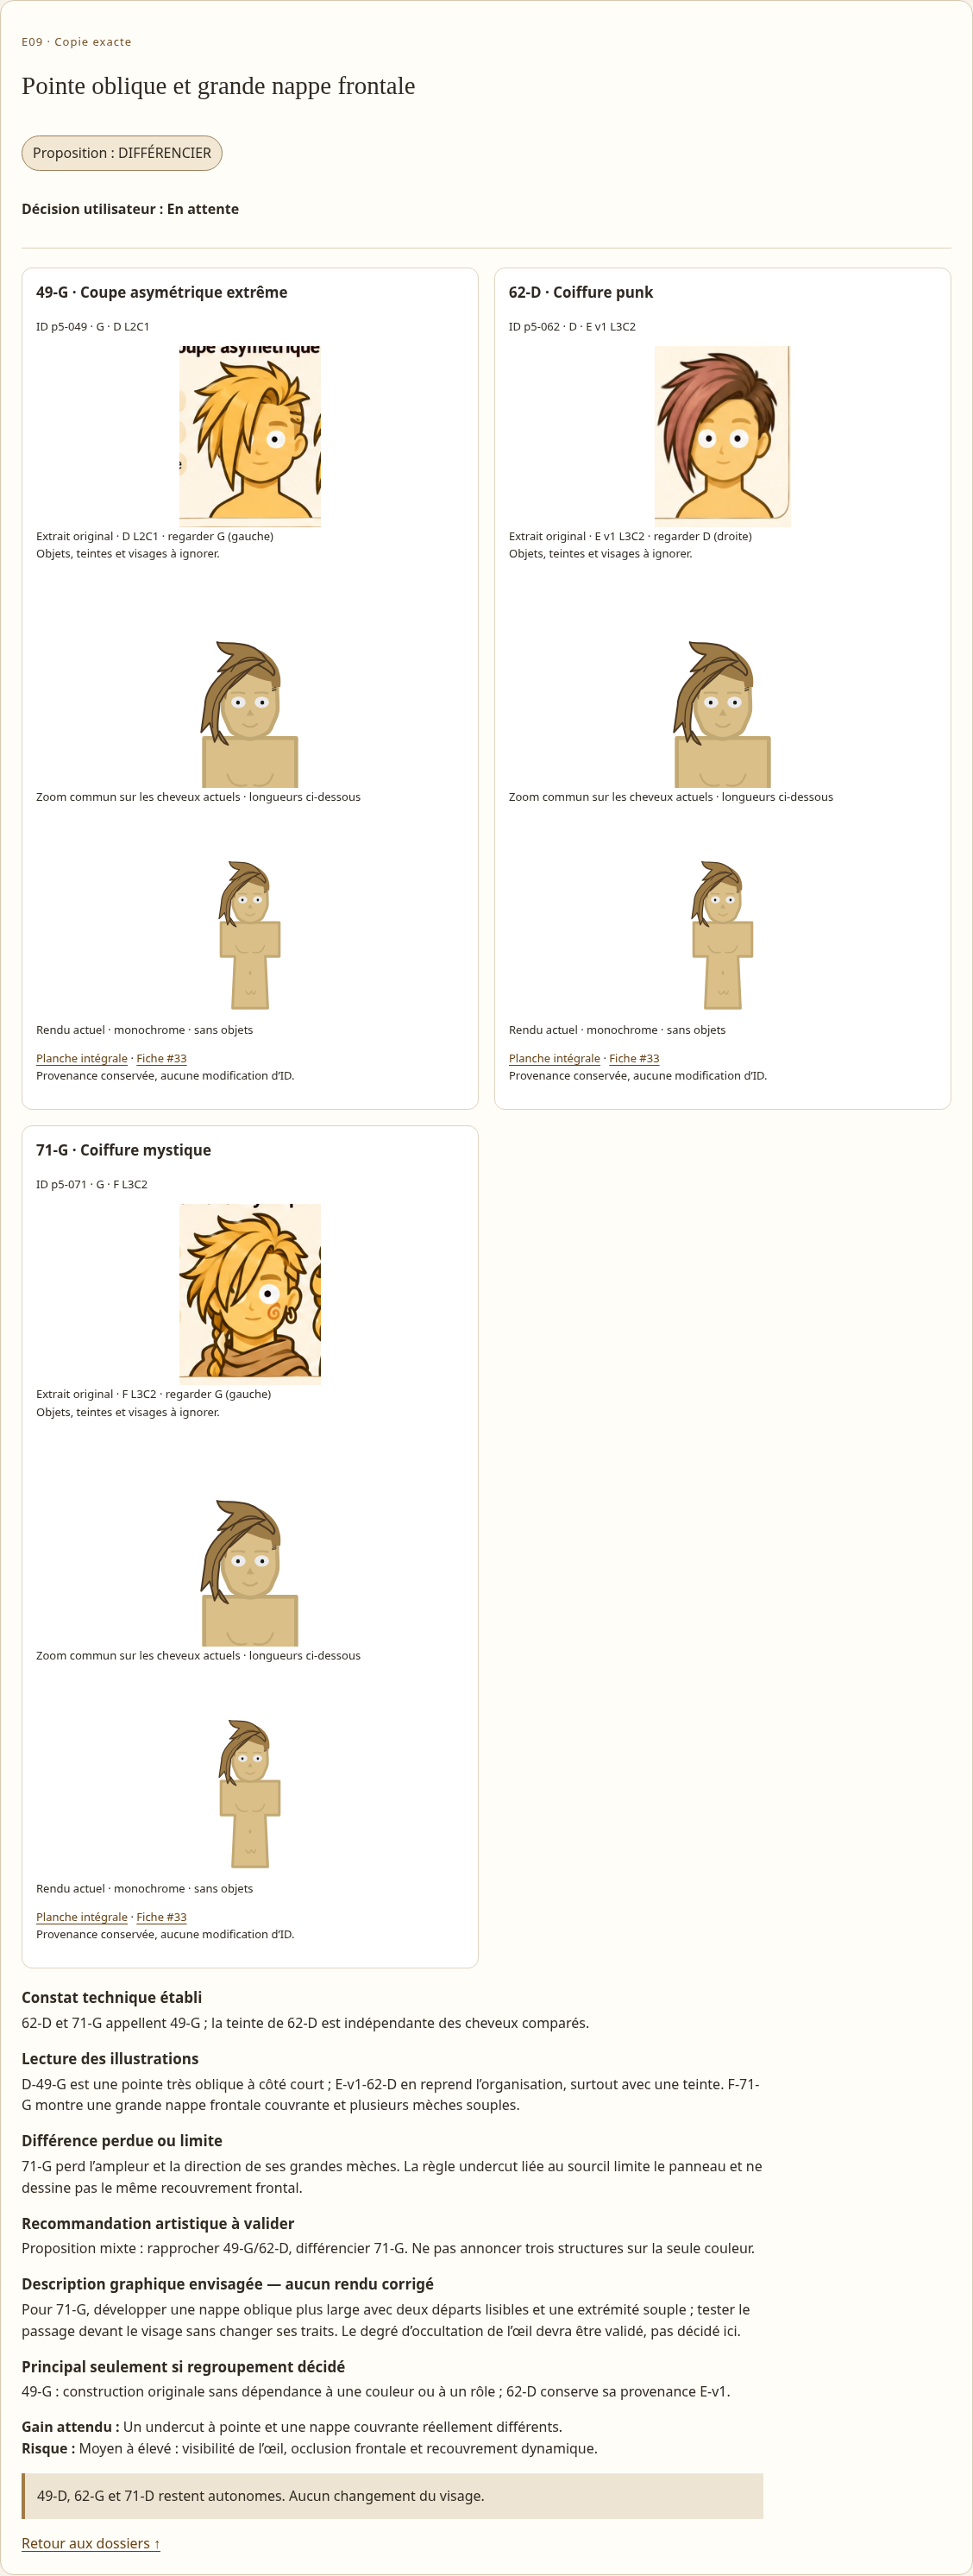 E09 · Copie exacte
Pointe oblique et grande nappe frontale
Proposition : DIFFÉRENCIER
Décision utilisateur : En attente
49-G · Coupe asymétrique extrême
ID p5-049 · G · D L2C1
oupe asymétrique
Extrait original · D L2C1 · regarder G (gauche)
Objets, teintes et visages à ignorer.
Zoom commun sur les cheveux actuels · longueurs ci-dessous
Rendu actuel · monochrome · sans objets
Planche intégrale · Fiche #33
Provenance conservée, aucune modification d’ID.
62-D · Coiffure punk
ID p5-062 · D · E v1 L3C2
Extrait original · E v1 L3C2 · regarder D (droite)
Objets, teintes et visages à ignorer.
Zoom commun sur les cheveux actuels · longueurs ci-dessous
Rendu actuel · monochrome · sans objets
Planche intégrale · Fiche #33
Provenance conservée, aucune modification d’ID.
71-G · Coiffure mystique
ID p5-071 · G · F L3C2
Extrait original · F L3C2 · regarder G (gauche)
Objets, teintes et visages à ignorer.
Zoom commun sur les cheveux actuels · longueurs ci-dessous
Rendu actuel · monochrome · sans objets
Planche intégrale · Fiche #33
Provenance conservée, aucune modification d’ID.
Constat technique établi
62-D et 71-G appellent 49-G ; la teinte de 62-D est indépendante des cheveux comparés.
Lecture des illustrations
D-49-G est une pointe très oblique à côté court ; E-v1-62-D en reprend l’organisation, surtout avec une teinte. F-71-
G montre une grande nappe frontale couvrante et plusieurs mèches souples.
Différence perdue ou limite
71-G perd l’ampleur et la direction de ses grandes mèches. La règle undercut liée au sourcil limite le panneau et ne
dessine pas le même recouvrement frontal.
Recommandation artistique à valider
Proposition mixte : rapprocher 49-G/62-D, différencier 71-G. Ne pas annoncer trois structures sur la seule couleur.
Description graphique envisagée — aucun rendu corrigé
Pour 71-G, développer une nappe oblique plus large avec deux départs lisibles et une extrémité souple ; tester le
passage devant le visage sans changer ses traits. Le degré d’occultation de l’œil devra être validé, pas décidé ici.
Principal seulement si regroupement décidé
49-G : construction originale sans dépendance à une couleur ou à un rôle ; 62-D conserve sa provenance E-v1.
Gain attendu : Un undercut à pointe et une nappe couvrante réellement différents.
Risque : Moyen à élevé : visibilité de l’œil, occlusion frontale et recouvrement dynamique.
49-D, 62-G et 71-D restent autonomes. Aucun changement du visage.
Retour aux dossiers ↑